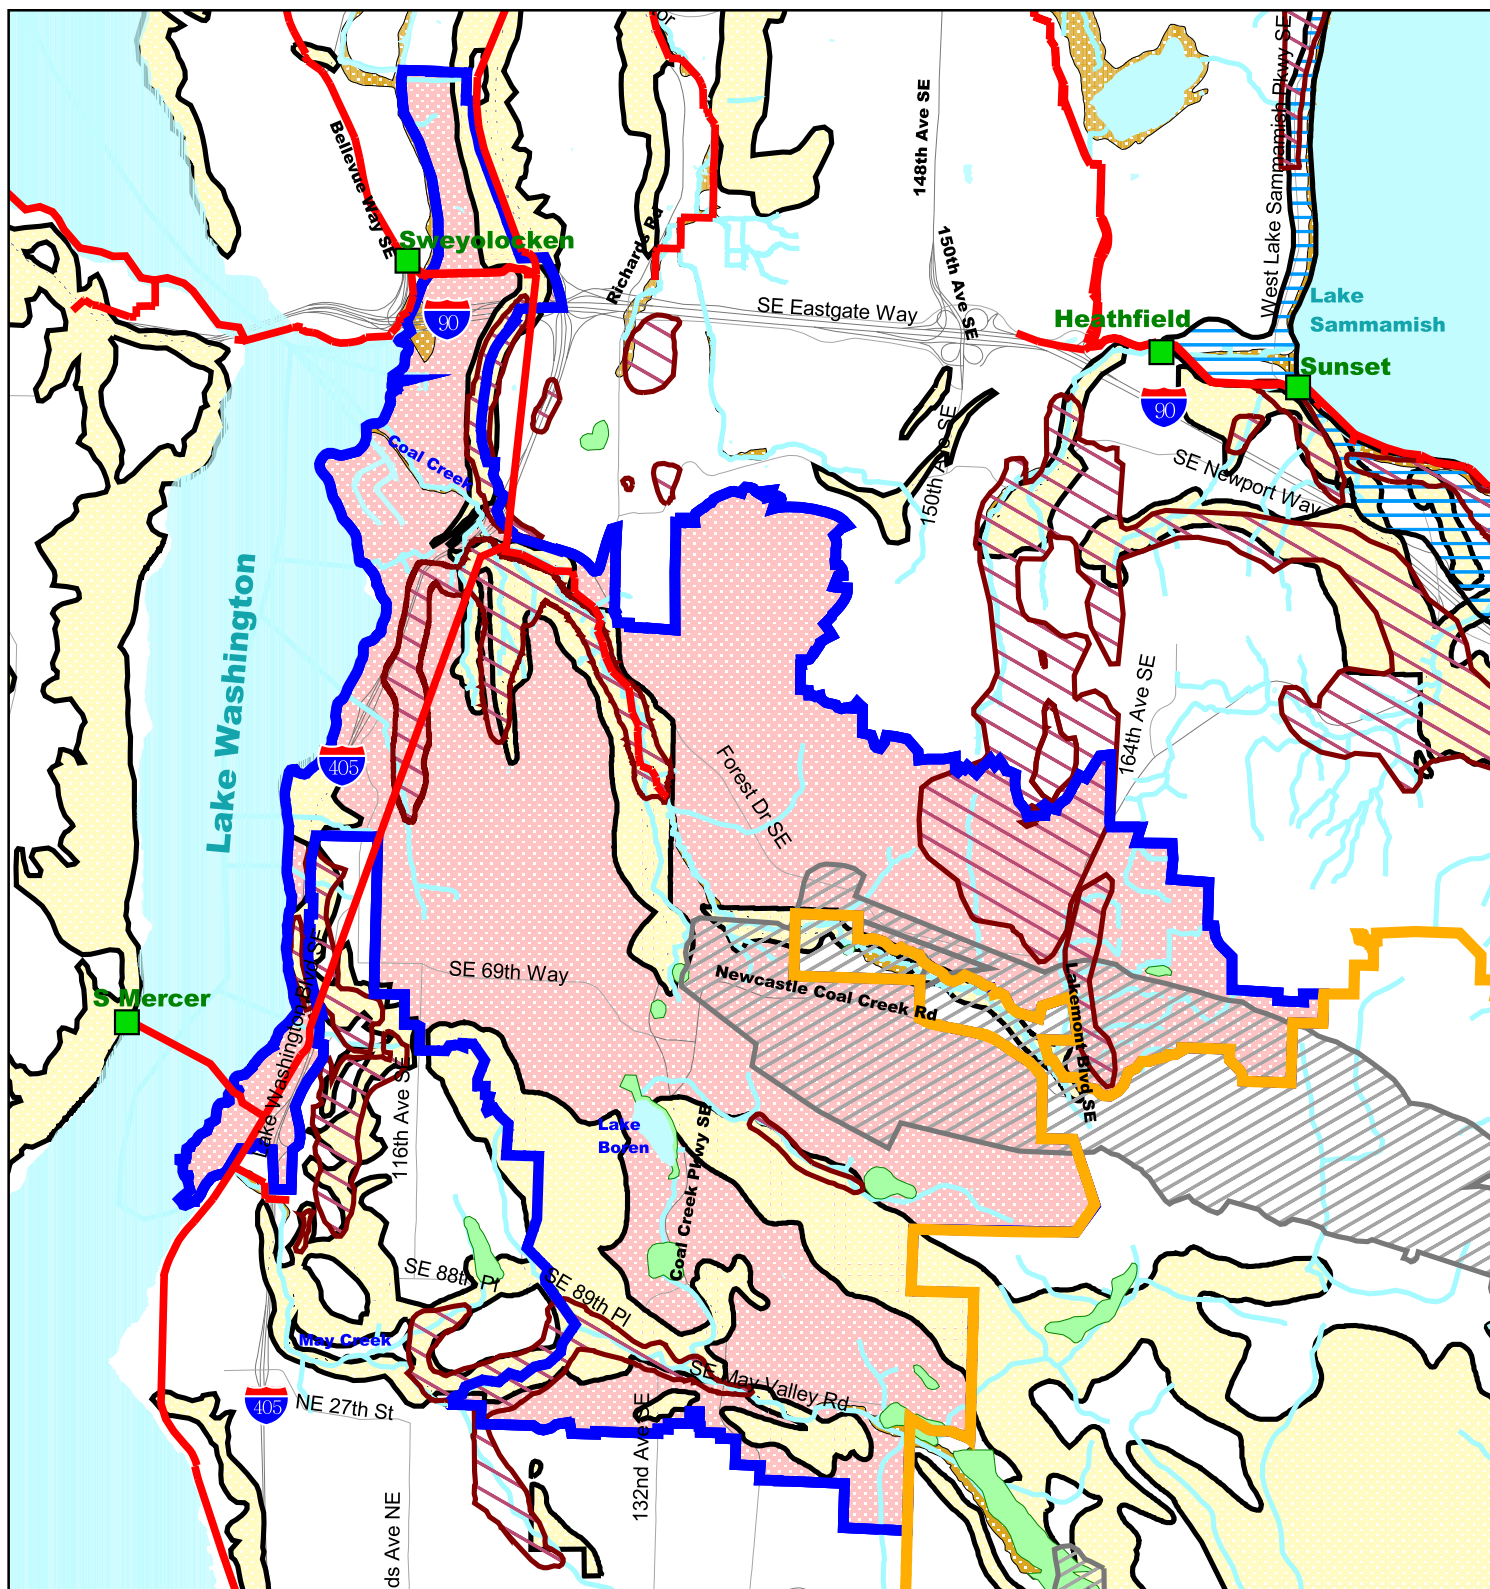 or
148th Ave SE
West Lake Sammamish Pkwy SE
Bellevue Way SE
Sweyolocken
Richards Rd
150th Ave SE
90
SE Eastgate Way
Heathfield
Lake
Sammamish
Sunset
90
Coal Creek
150th Ave SE
SE Newport Way
Lake Washington
164th Ave SE
405
Forest Dr SE
SE 69th Way
Newcastle Coal Creek Rd
S Mercer
Lake Washington Blvd SE
Lakemont Blvd SE
116th Ave SE
Lake
Boren
Coal Creek Pkwy SE
SE 88th Pl
SE 89th Pl
May Creek
SE May Valley Rd
405
NE 27th St
132nd Ave SE
ds Ave NE